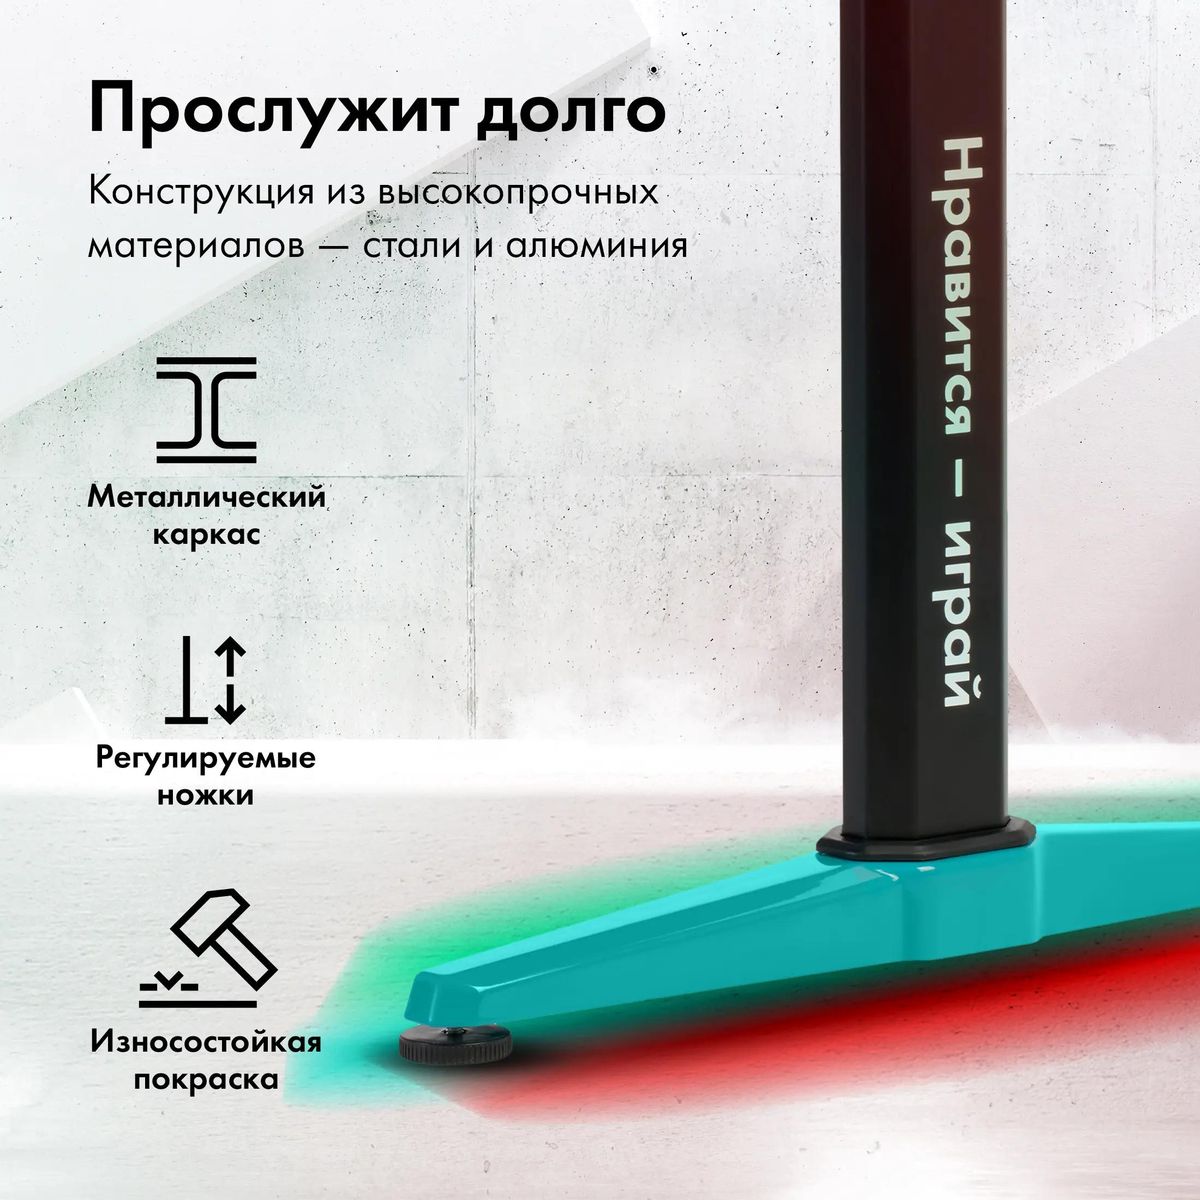 Прослужит долго
Конструкция из высокопрочных
материалов — стали и алюминия
Металлический
каркас
Регулируемые
ножки
Износостойкая
покраска
Нравится — играй